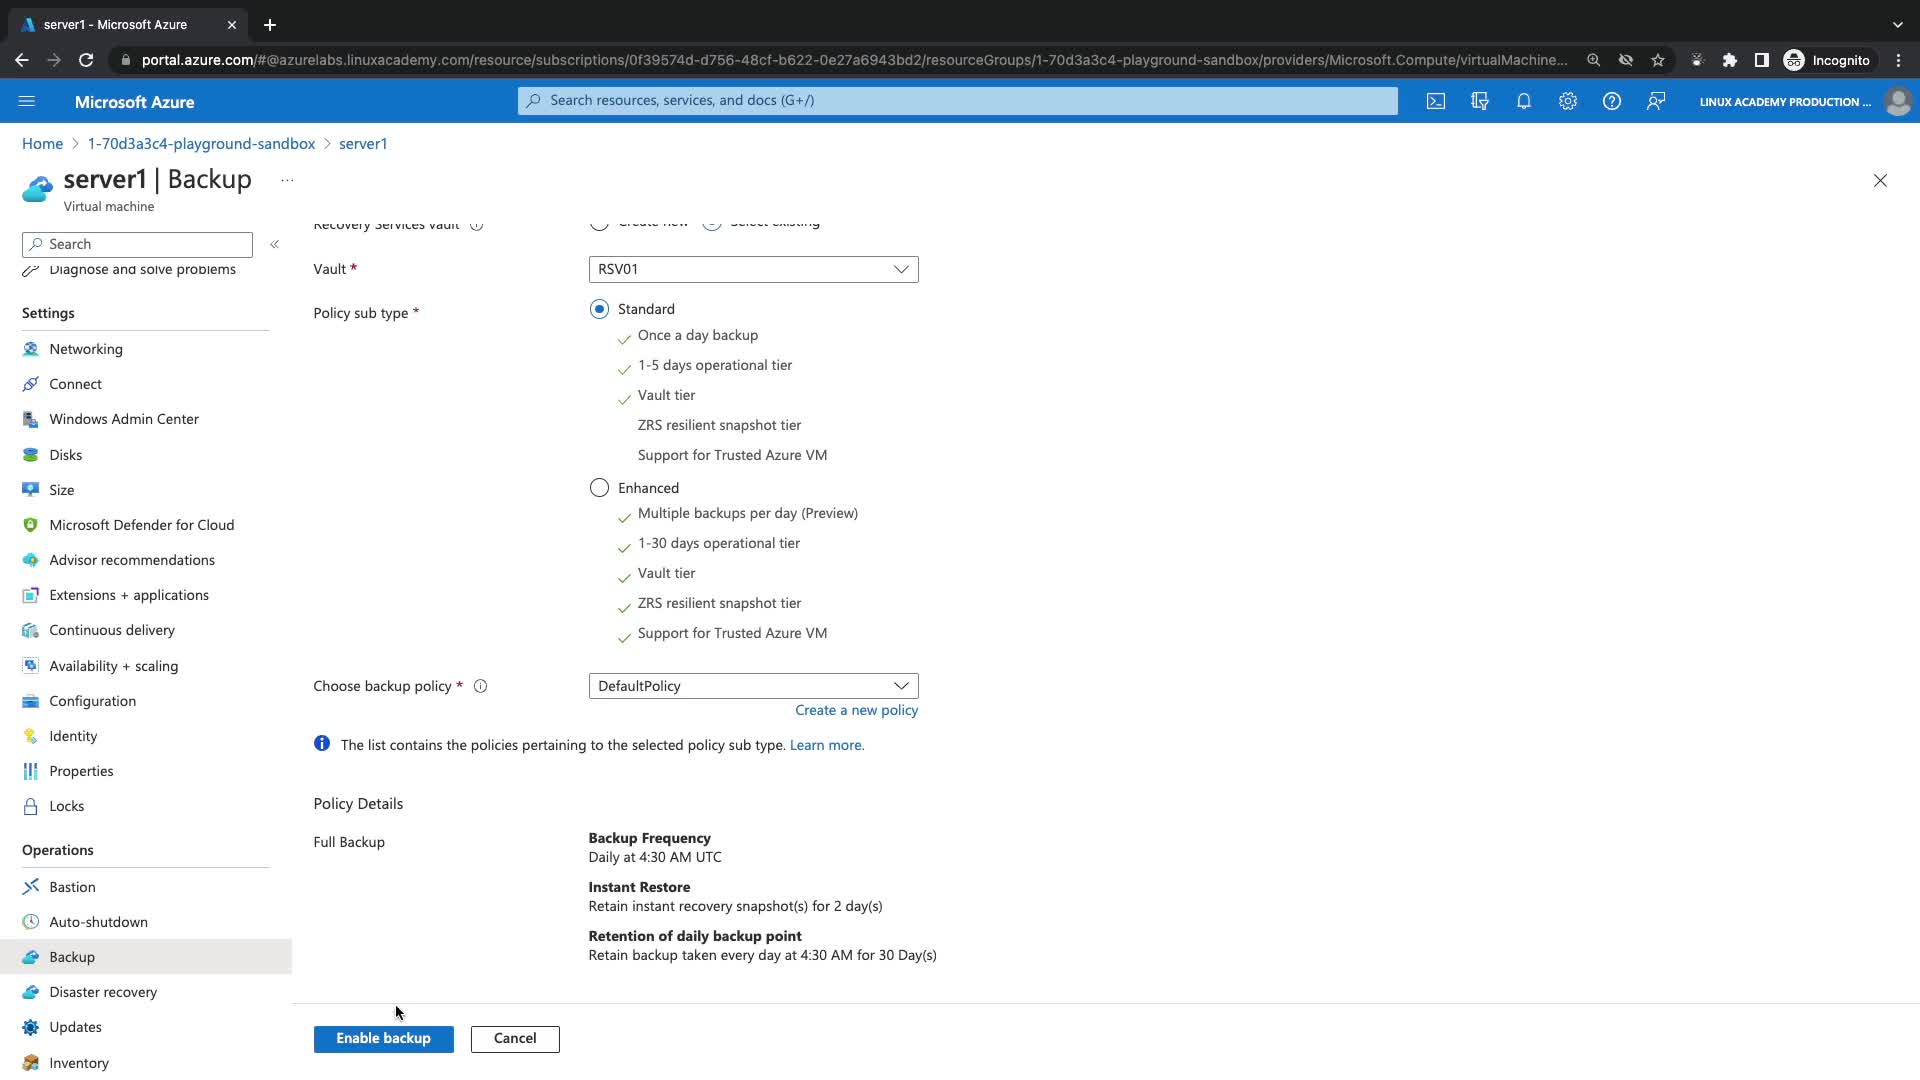 server1 - Microsoft Azure
portal.azure.com/#@azurelabs.linuxacademy.com/resource/subscriptions/0f39574d-d756-48cf-b622-0e27a6943bd2/resourceGroups/1-70d3a3c4-playground-sandbox/providers/Microsoft.Compute/virtualMachine...
Incognito
Microsoft Azure
Search resources, services, and docs (G+/)
LINUX ACADEMY PRODUCTION ...
Home > 1-70d3a3c4-playground-sandbox > server1
server1 | Backup ...
Virtual machine
Search
Diagnose and solve problems
Settings
Networking
Connect
Windows Admin Center
Disks
Size
Microsoft Defender for Cloud
Advisor recommendations
Extensions + applications
Continuous delivery
Availability + scaling
Configuration
Identity
Properties
Locks
Operations
Bastion
Auto-shutdown
Backup
Disaster recovery
Updates
Inventory
Recovery Services vault
Create new
Select existing
Vault *
RSV01
Policy sub type *
Standard
Once a day backup
1-5 days operational tier
Vault tier
ZRS resilient snapshot tier
Support for Trusted Azure VM
Enhanced
Multiple backups per day (Preview)
1-30 days operational tier
Vault tier
ZRS resilient snapshot tier
Support for Trusted Azure VM
Choose backup policy *
DefaultPolicy
Create a new policy
The list contains the policies pertaining to the selected policy sub type. Learn more.
Policy Details
Full Backup
Backup Frequency
Daily at 4:30 AM UTC
Instant Restore
Retain instant recovery snapshot(s) for 2 day(s)
Retention of daily backup point
Retain backup taken every day at 4:30 AM for 30 Day(s)
Enable backup
Cancel